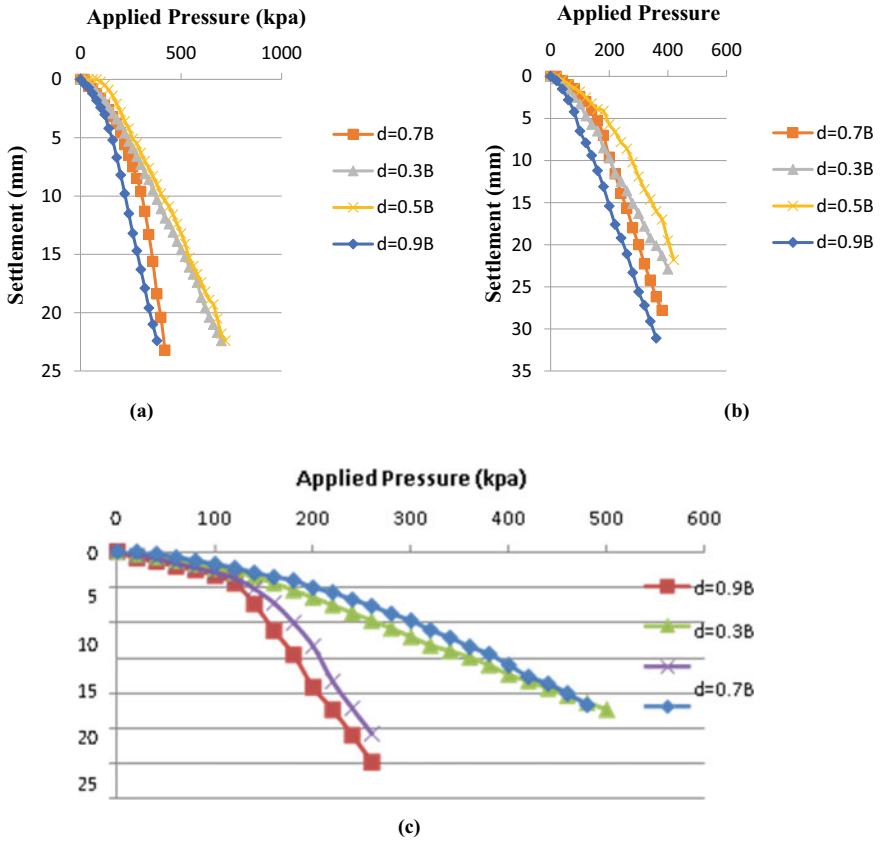 Applied Pressure (kpa)
0 500 1000
0
5
10
15
20
25
Settlement (mm)
d=0.7B
d=0.3B
d=0.5B
d=0.9B
(a)
Applied Pressure
0 200 400 600
0
5
10
15
20
25
30
35
Settlement (mm)
d=0.7B
d=0.3B
d=0.5B
d=0.9B
(b)
Applied Pressure (kpa)
0 100 200 300 400 500 600
0
5
10
15
20
25
d=0.9B
d=0.3B
d=0.7B
(c)